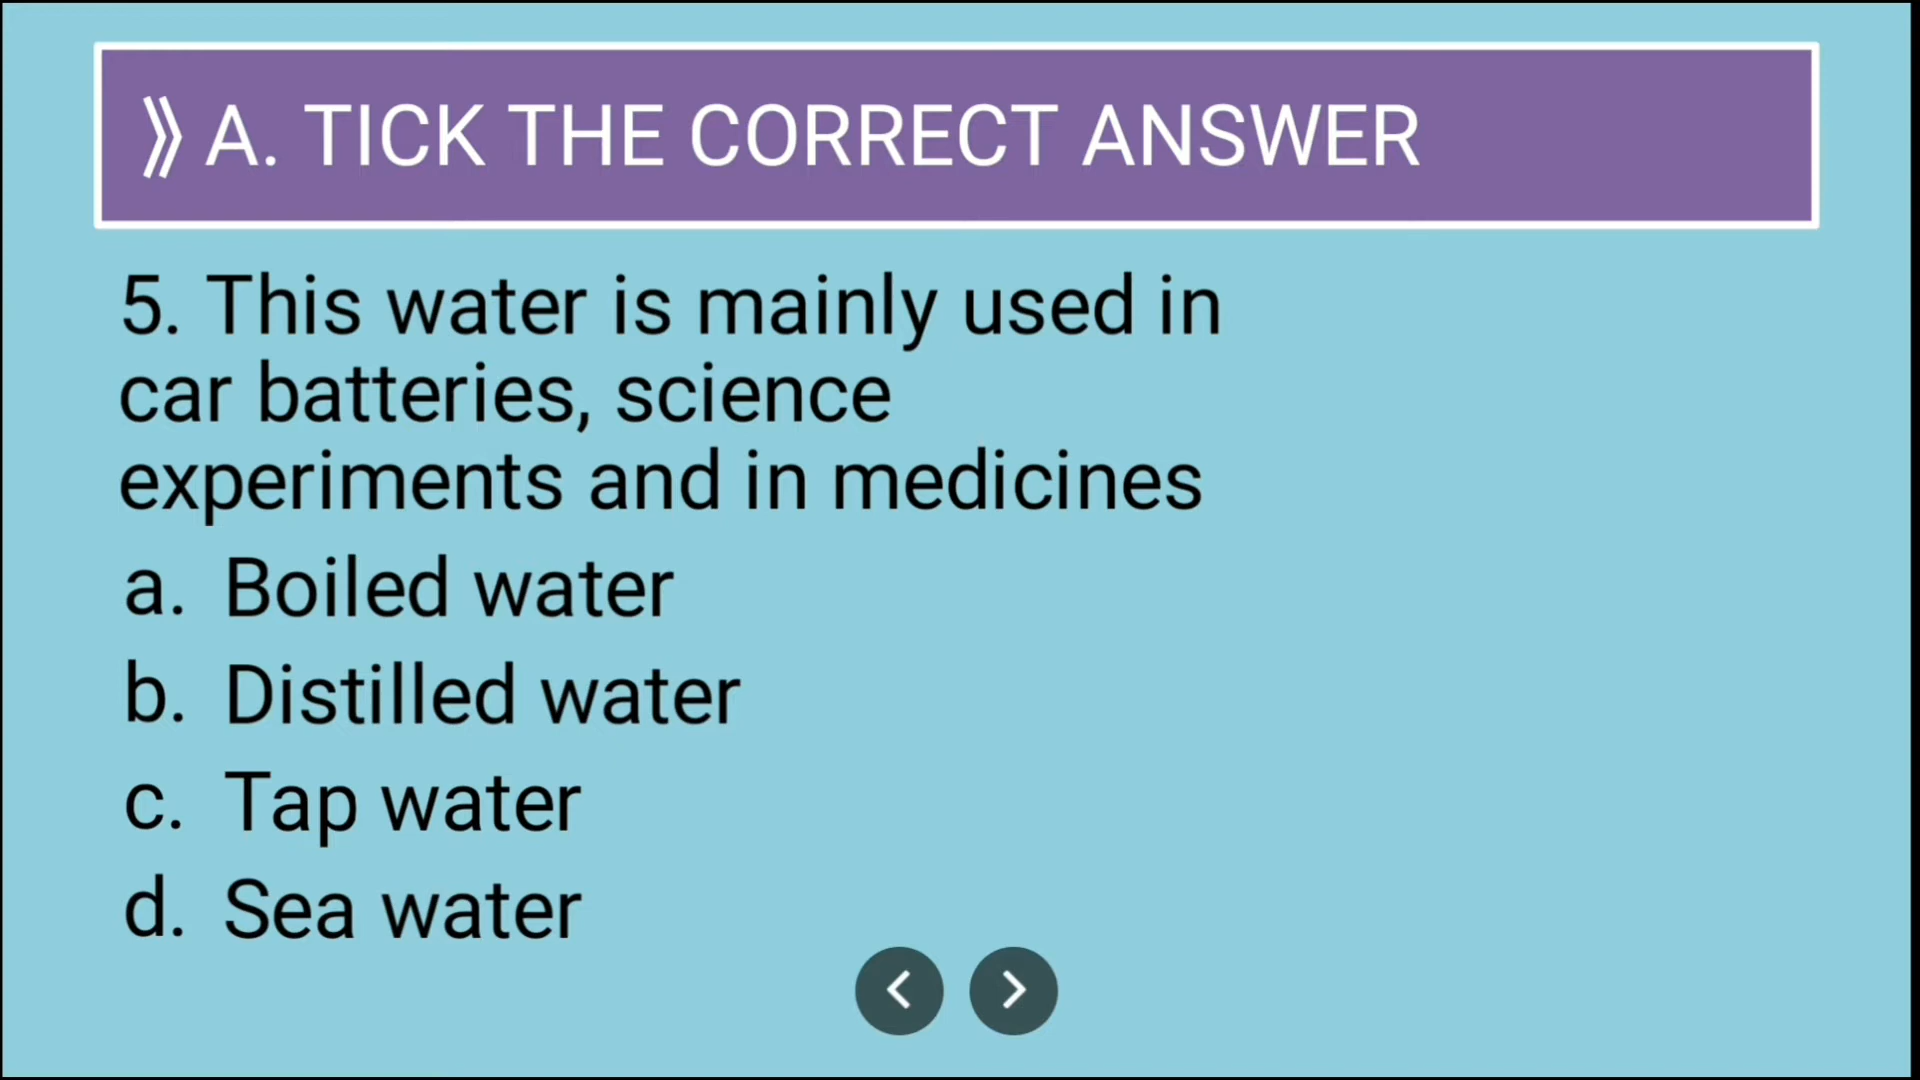 ⟫ A. TICK THE CORRECT ANSWER
5. This water is mainly used in
car batteries, science
experiments and in medicines
a. Boiled water
b. Distilled water
c. Tap water
d. Sea water